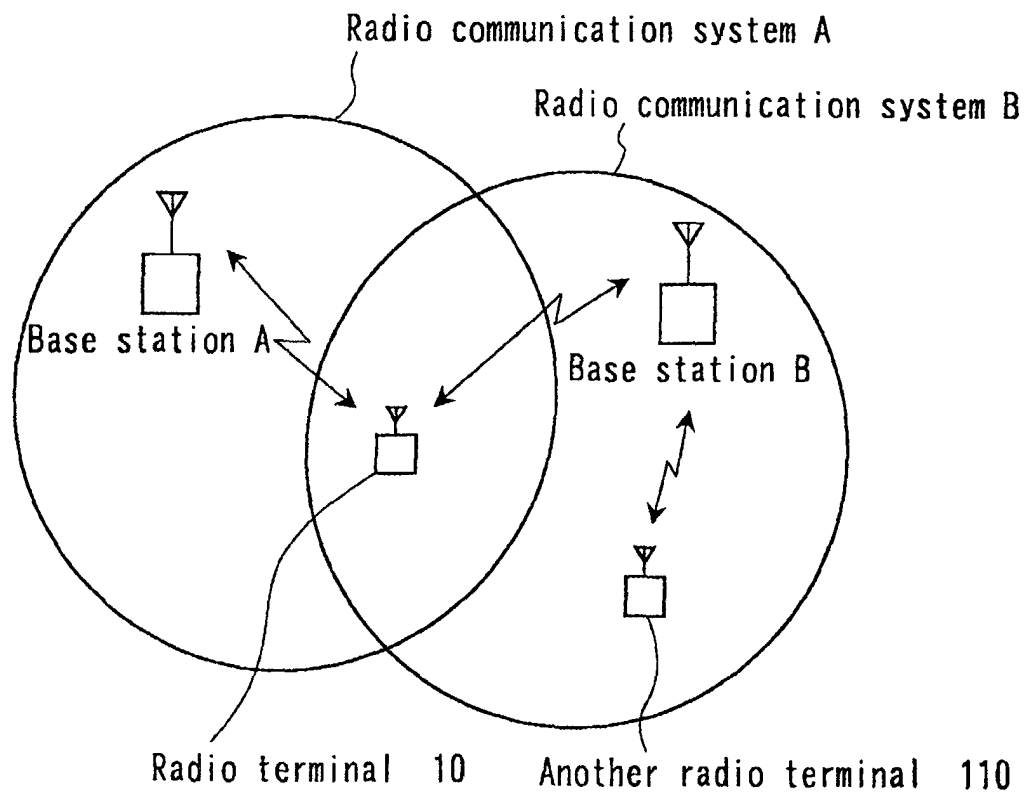 Radio communication system A
Radio communication system B
Base station A
Base station B
Radio terminal 10
Another radio terminal 110